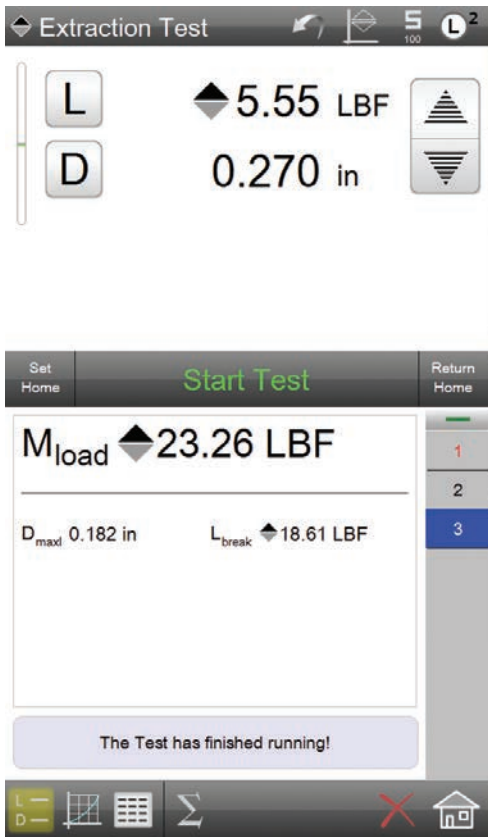 Extraction Test
5
100
L2
L
5.55 LBF
D
0.270 in
Set
Home
Start Test
Return
Home
Mload 23.26 LBF
1
2
3
Dmaxl 0.182 in
Lbreak 18.61 LBF
The Test has finished running!
L
D
Σ